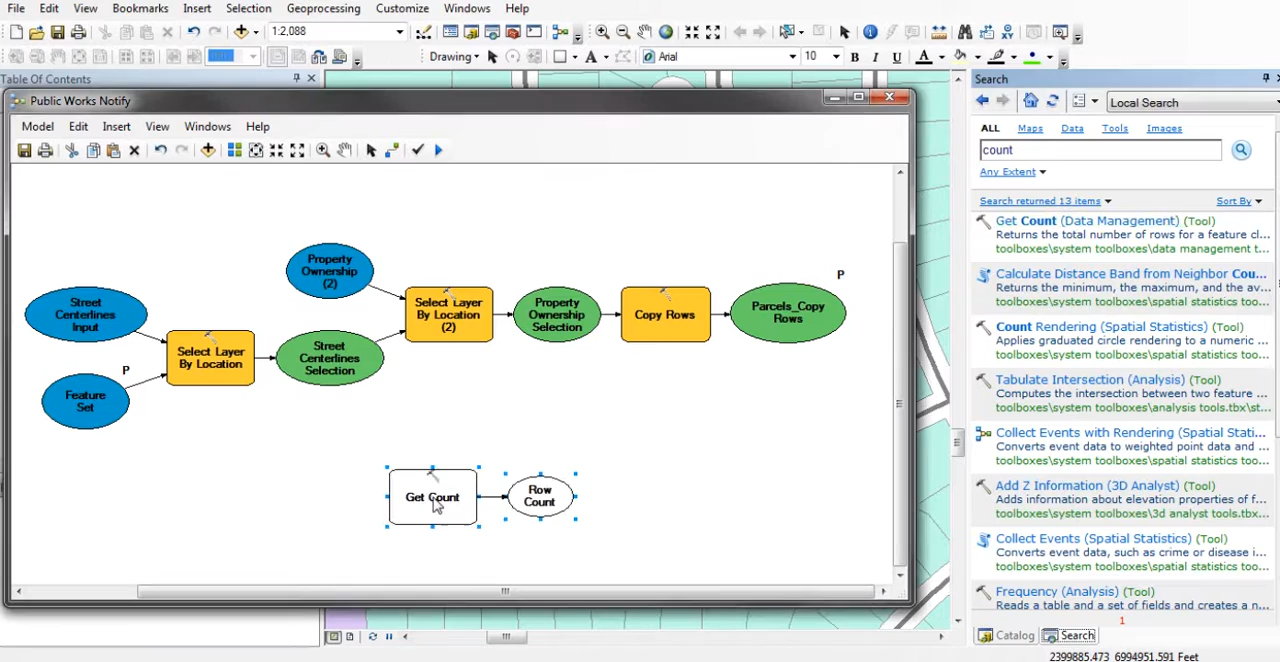 File Edit View Bookmarks Insert Selection Geoprocessing Customize Windows Help
1:2,088
Drawing Arial 10 B I U A
Table Of Contents
Public Works Notify
Model Edit Insert View Windows Help
Street
Centerlines
Input
Feature
Set
P
Select Layer
By Location
Property
Ownership
(2)
Street
Centerlines
Selection
Select Layer
By Location
(2)
Property
Ownership
Selection
Copy Rows
Parcels_Copy
Rows
P
Get Count
Row
Count
Search
Local Search
ALL Maps Data Tools Images
count
Any Extent
Search returned 13 items Sort By
Get Count (Data Management) (Tool)
Returns the total number of rows for a feature cl...
toolboxes\system toolboxes\data management t...
Calculate Distance Band from Neighbor Cou...
Returns the minimum, the maximum, and the av...
toolboxes\system toolboxes\spatial statistics too...
Count Rendering (Spatial Statistics) (Tool)
Applies graduated circle rendering to a numeric ...
toolboxes\system toolboxes\spatial statistics too...
Tabulate Intersection (Analysis) (Tool)
Computes the intersection between two feature ...
toolboxes\system toolboxes\analysis tools.tbx\st...
Collect Events with Rendering (Spatial Stati...
Converts event data to weighted point data and ...
toolboxes\system toolboxes\spatial statistics too...
Add Z Information (3D Analyst) (Tool)
Adds information about elevation properties of f...
toolboxes\system toolboxes\3d analyst tools.tbx...
Collect Events (Spatial Statistics) (Tool)
Converts event data, such as crime or disease i...
toolboxes\system toolboxes\spatial statistics too...
Frequency (Analysis) (Tool)
Reads a table and a set of fields and creates a n...
1
Catalog Search
2399885.473 6994951.591 Feet